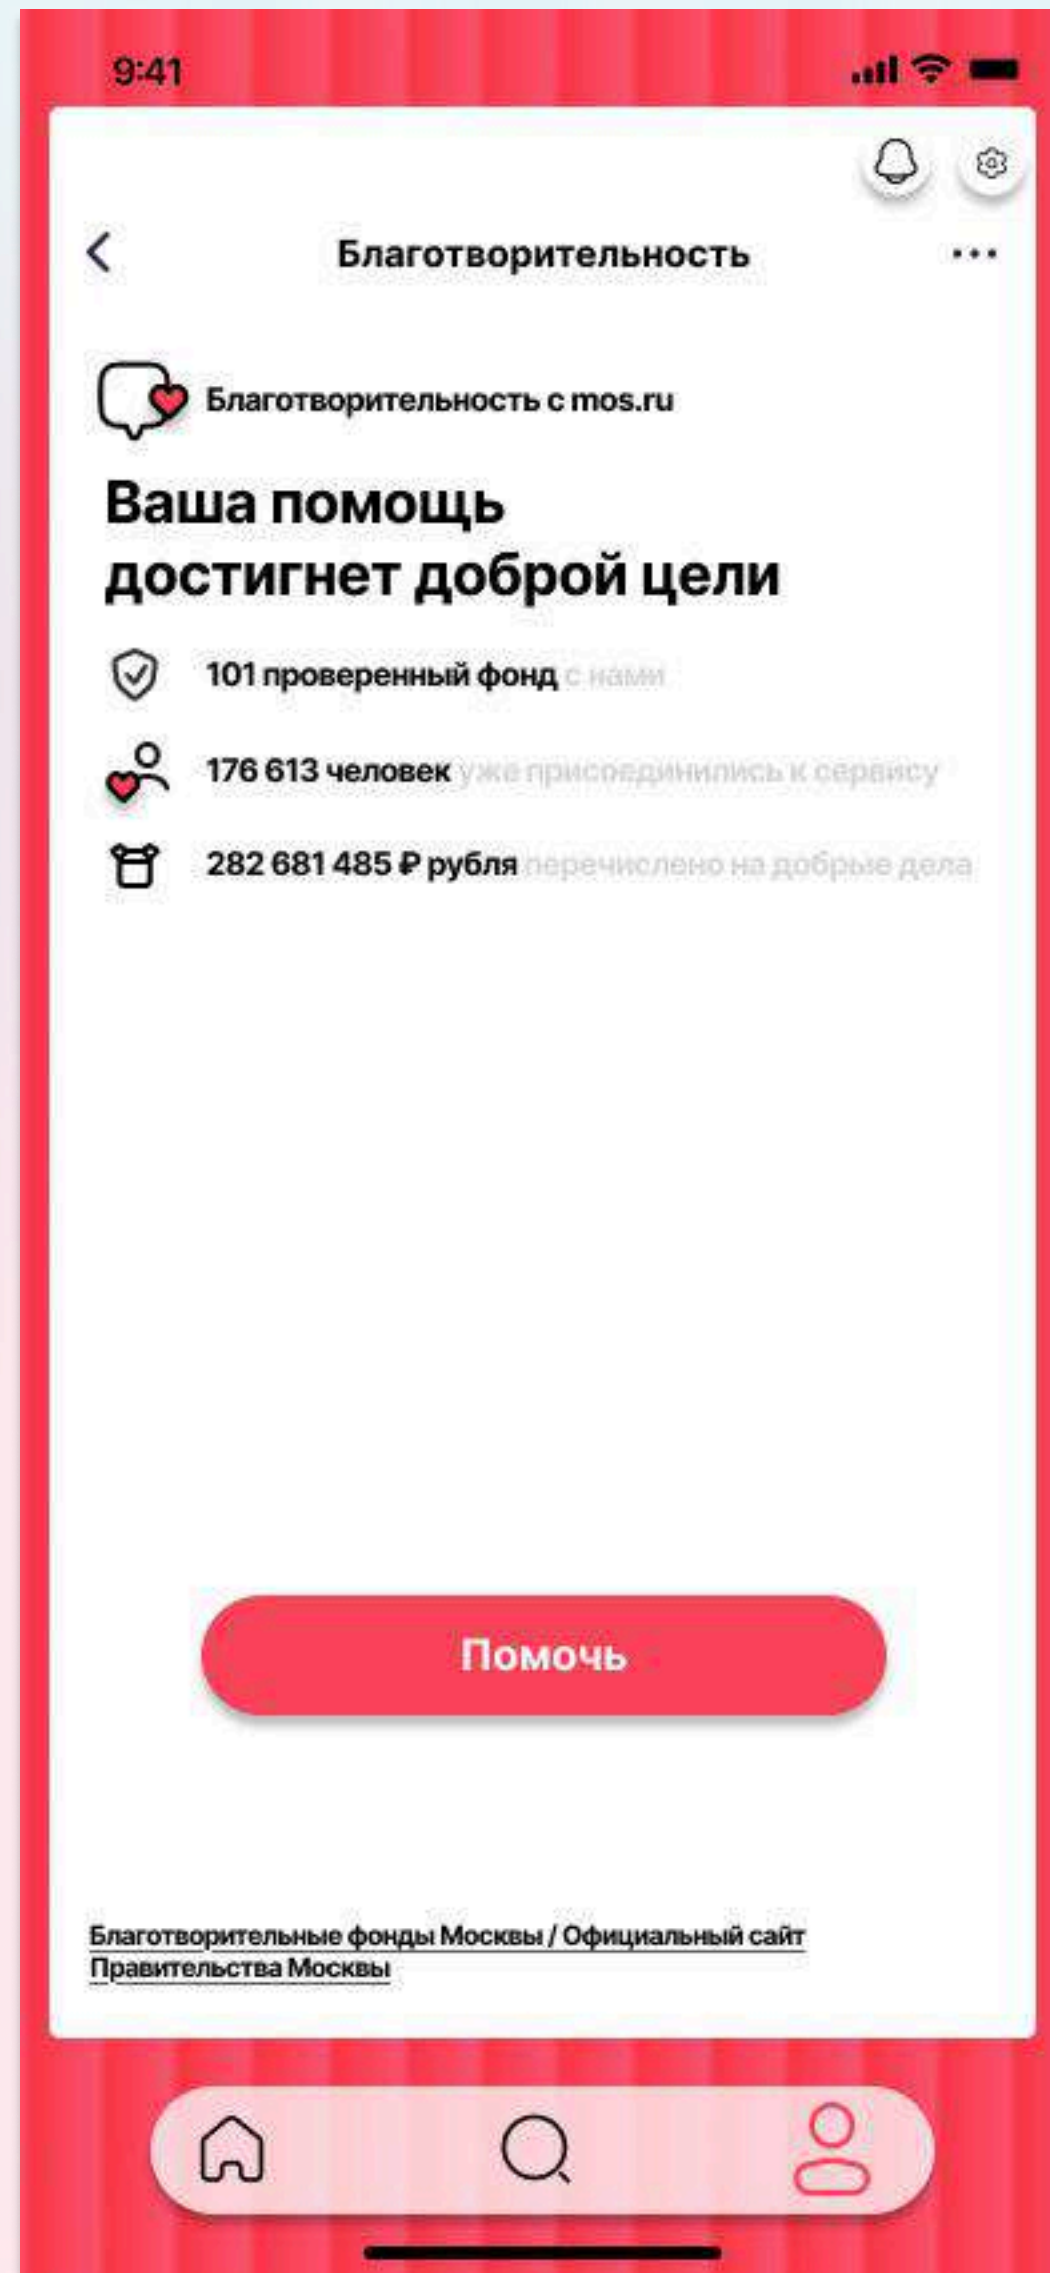 9:41
Благотворительность
Благотворительность с mos.ru
Ваша помощь
достигнет доброй цели
101 проверенный фонд с нами
176 613 человек уже присоединились к сервису
282 681 485 ₽ рубля перечислено на добрые дела
Помочь
Благотворительные фонды Москвы / Официальный сайт
Правительства Москвы